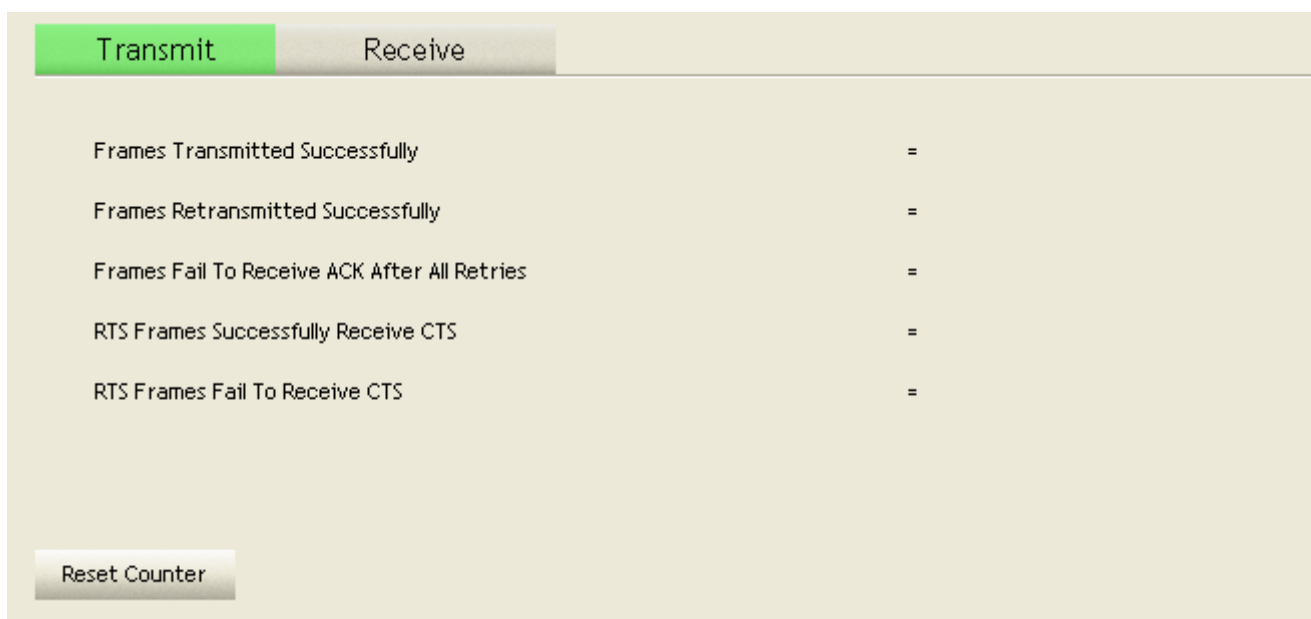 Transmit Receive
Frames Transmitted Successfully =
Frames Retransmitted Successfully =
Frames Fail To Receive ACK After All Retries =
RTS Frames Successfully Receive CTS =
RTS Frames Fail To Receive CTS =
Reset Counter